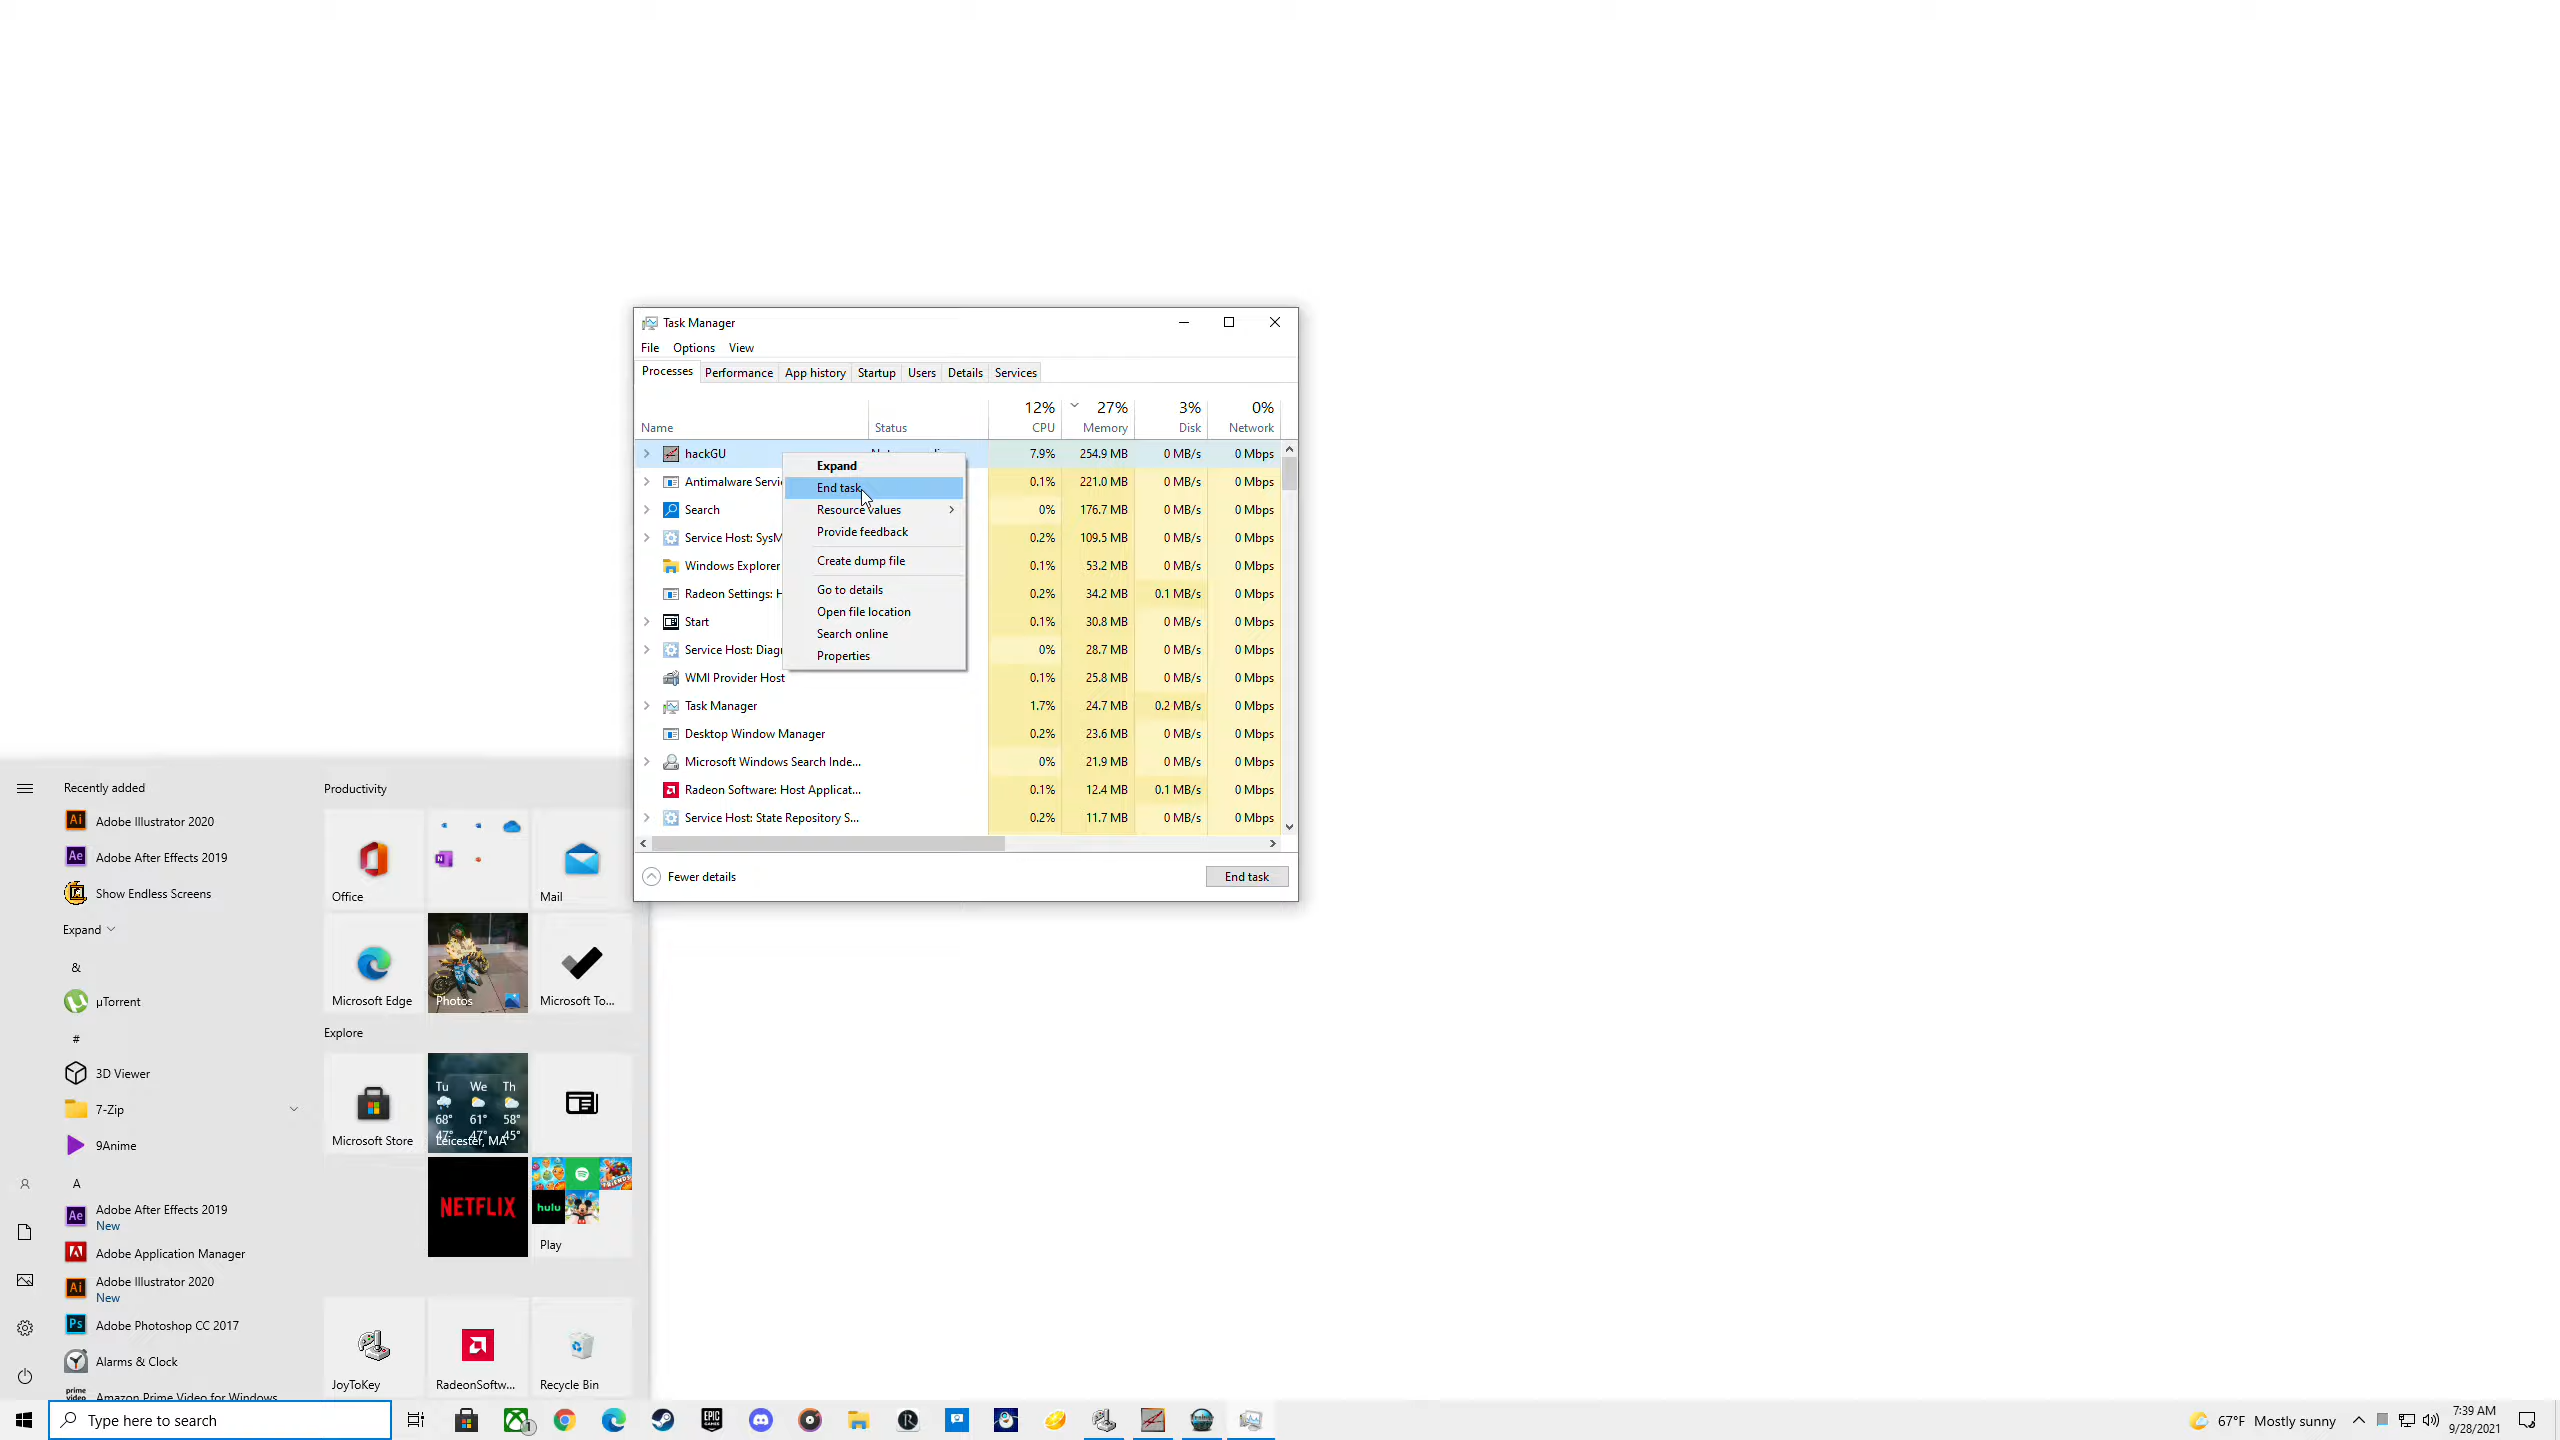 Task Manager
File Options View
Processes Performance App history Startup Users Details Services
12% 27% 3% 0%
Name Status CPU Memory Disk Network
hackGU 7.9% 254.9 MB 0 MB/s 0 Mbps
Antimalware 0.1% 221.0 MB 0 MB/s 0 Mbps
Search 0% 176.7 MB 0 MB/s 0 Mbps
Service Host: SysM 0.2% 109.5 MB 0 MB/s 0 Mbps
Windows Explorer 0.1% 53.2 MB 0 MB/s 0 Mbps
Radeon Settings: H 0.2% 34.2 MB 0.1 MB/s 0 Mbps
Start 0.1% 30.8 MB 0 MB/s 0 Mbps
Service Host: Diag 0% 28.7 MB 0 MB/s 0 Mbps
WMI Provider Host 0.1% 25.8 MB 0 MB/s 0 Mbps
Task Manager 1.7% 24.7 MB 0.2 MB/s 0 Mbps
Desktop Window Manager 0.2% 23.6 MB 0 MB/s 0 Mbps
Microsoft Windows Search Inde... 0% 21.9 MB 0 MB/s 0 Mbps
Radeon Software: Host Applicat... 0.1% 12.4 MB 0.1 MB/s 0 Mbps
Service Host: State Repository S... 0.2% 11.7 MB 0 MB/s 0 Mbps
Fewer details End task
Expand
End task
Resource values
Provide feedback
Create dump file
Go to details
Open file location
Search online
Properties
Recently added
Adobe Illustrator 2020
Adobe After Effects 2019
Show Endless Screens
Expand
&
µTorrent
#
3D Viewer
7-Zip
9Anime
A
Adobe After Effects 2019
New
Adobe Application Manager
Adobe Illustrator 2020
New
Adobe Photoshop CC 2017
Alarms & Clock
Amazon Prime Video for Windows
Productivity
Office Mail
Microsoft Edge Photos Microsoft To...
Explore
Tu We Th
68° 61° 58°
47° 47° 45°
Microsoft Store Leicester, MA
NETFLIX
hulu
Play
JoyToKey RadeonSoftw... Recycle Bin
Type here to search
67°F Mostly sunny
7:39 AM
9/28/2021